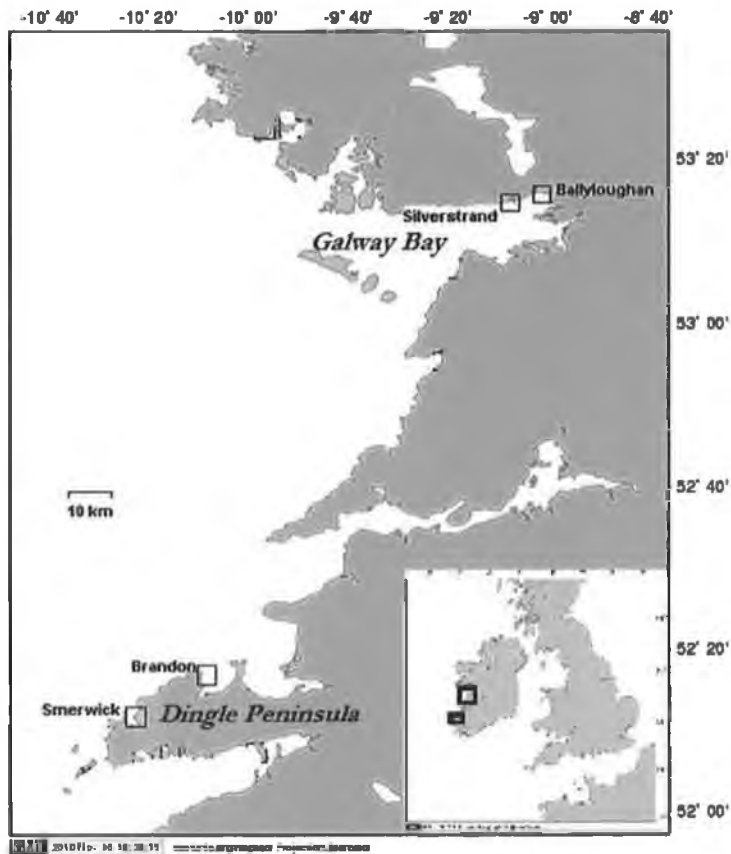 -10° 40' -10° 20' -10° 00' -9° 40' -9° 20' -9° 00' -8° 40'
53° 20'
Ballyloughan
Silverstrand
Galway Bay
53° 00'
52° 40'
10 km
52° 20'
Brandon
Smerwick
Dingle Peninsula
52° 00'